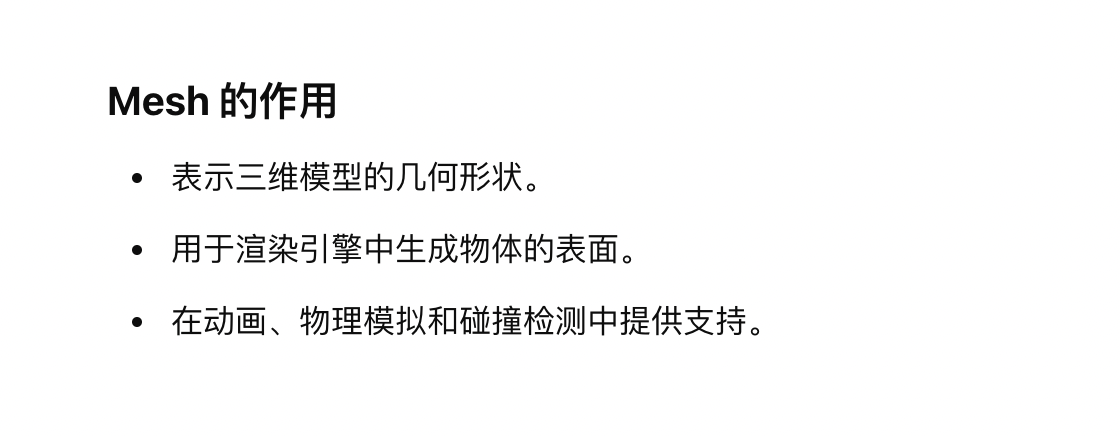 Mesh 的作用
• 表示三维模型的几何形状。
• 用于渲染引擎中生成物体的表面。
• 在动画、物理模拟和碰撞检测中提供支持。